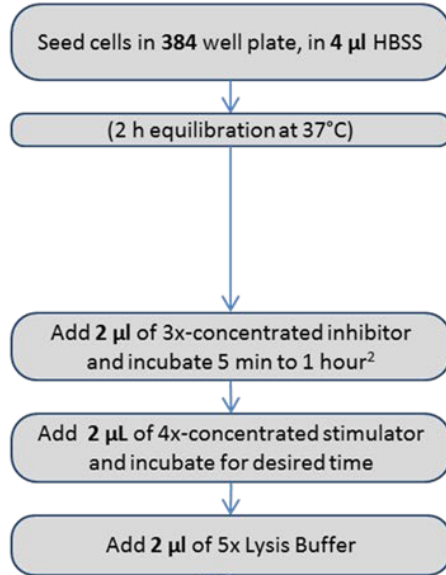 Seed cells in 384 well plate, in 4 µl HBSS
(2 h equilibration at 37°C)
Add 2 µl of 3x-concentrated inhibitor
and incubate 5 min to 1 hour²
Add 2 µL of 4x-concentrated stimulator
and incubate for desired time
Add 2 µl of 5x Lysis Buffer